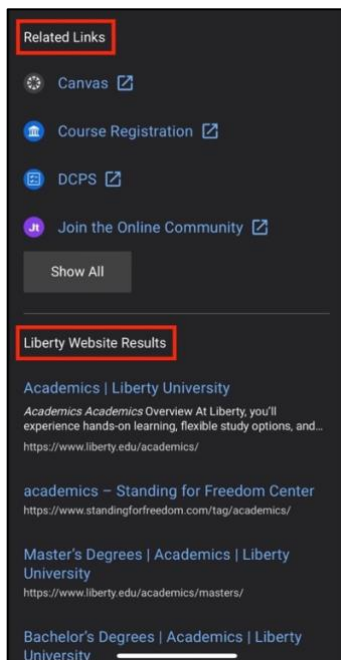 Related Links
Canvas
Course Registration
DCPS
Jt Join the Online Community
Show All
Liberty Website Results
Academics | Liberty University
Academics Academics Overview At Liberty, you'll
experience hands-on learning, flexible study options, and...
https://www.liberty.edu/academics/
academics – Standing for Freedom Center
https://www.standingforfreedom.com/tag/academics/
Master's Degrees | Academics | Liberty
University
https://www.liberty.edu/academics/masters/
Bachelor's Degrees | Academics | Liberty
University